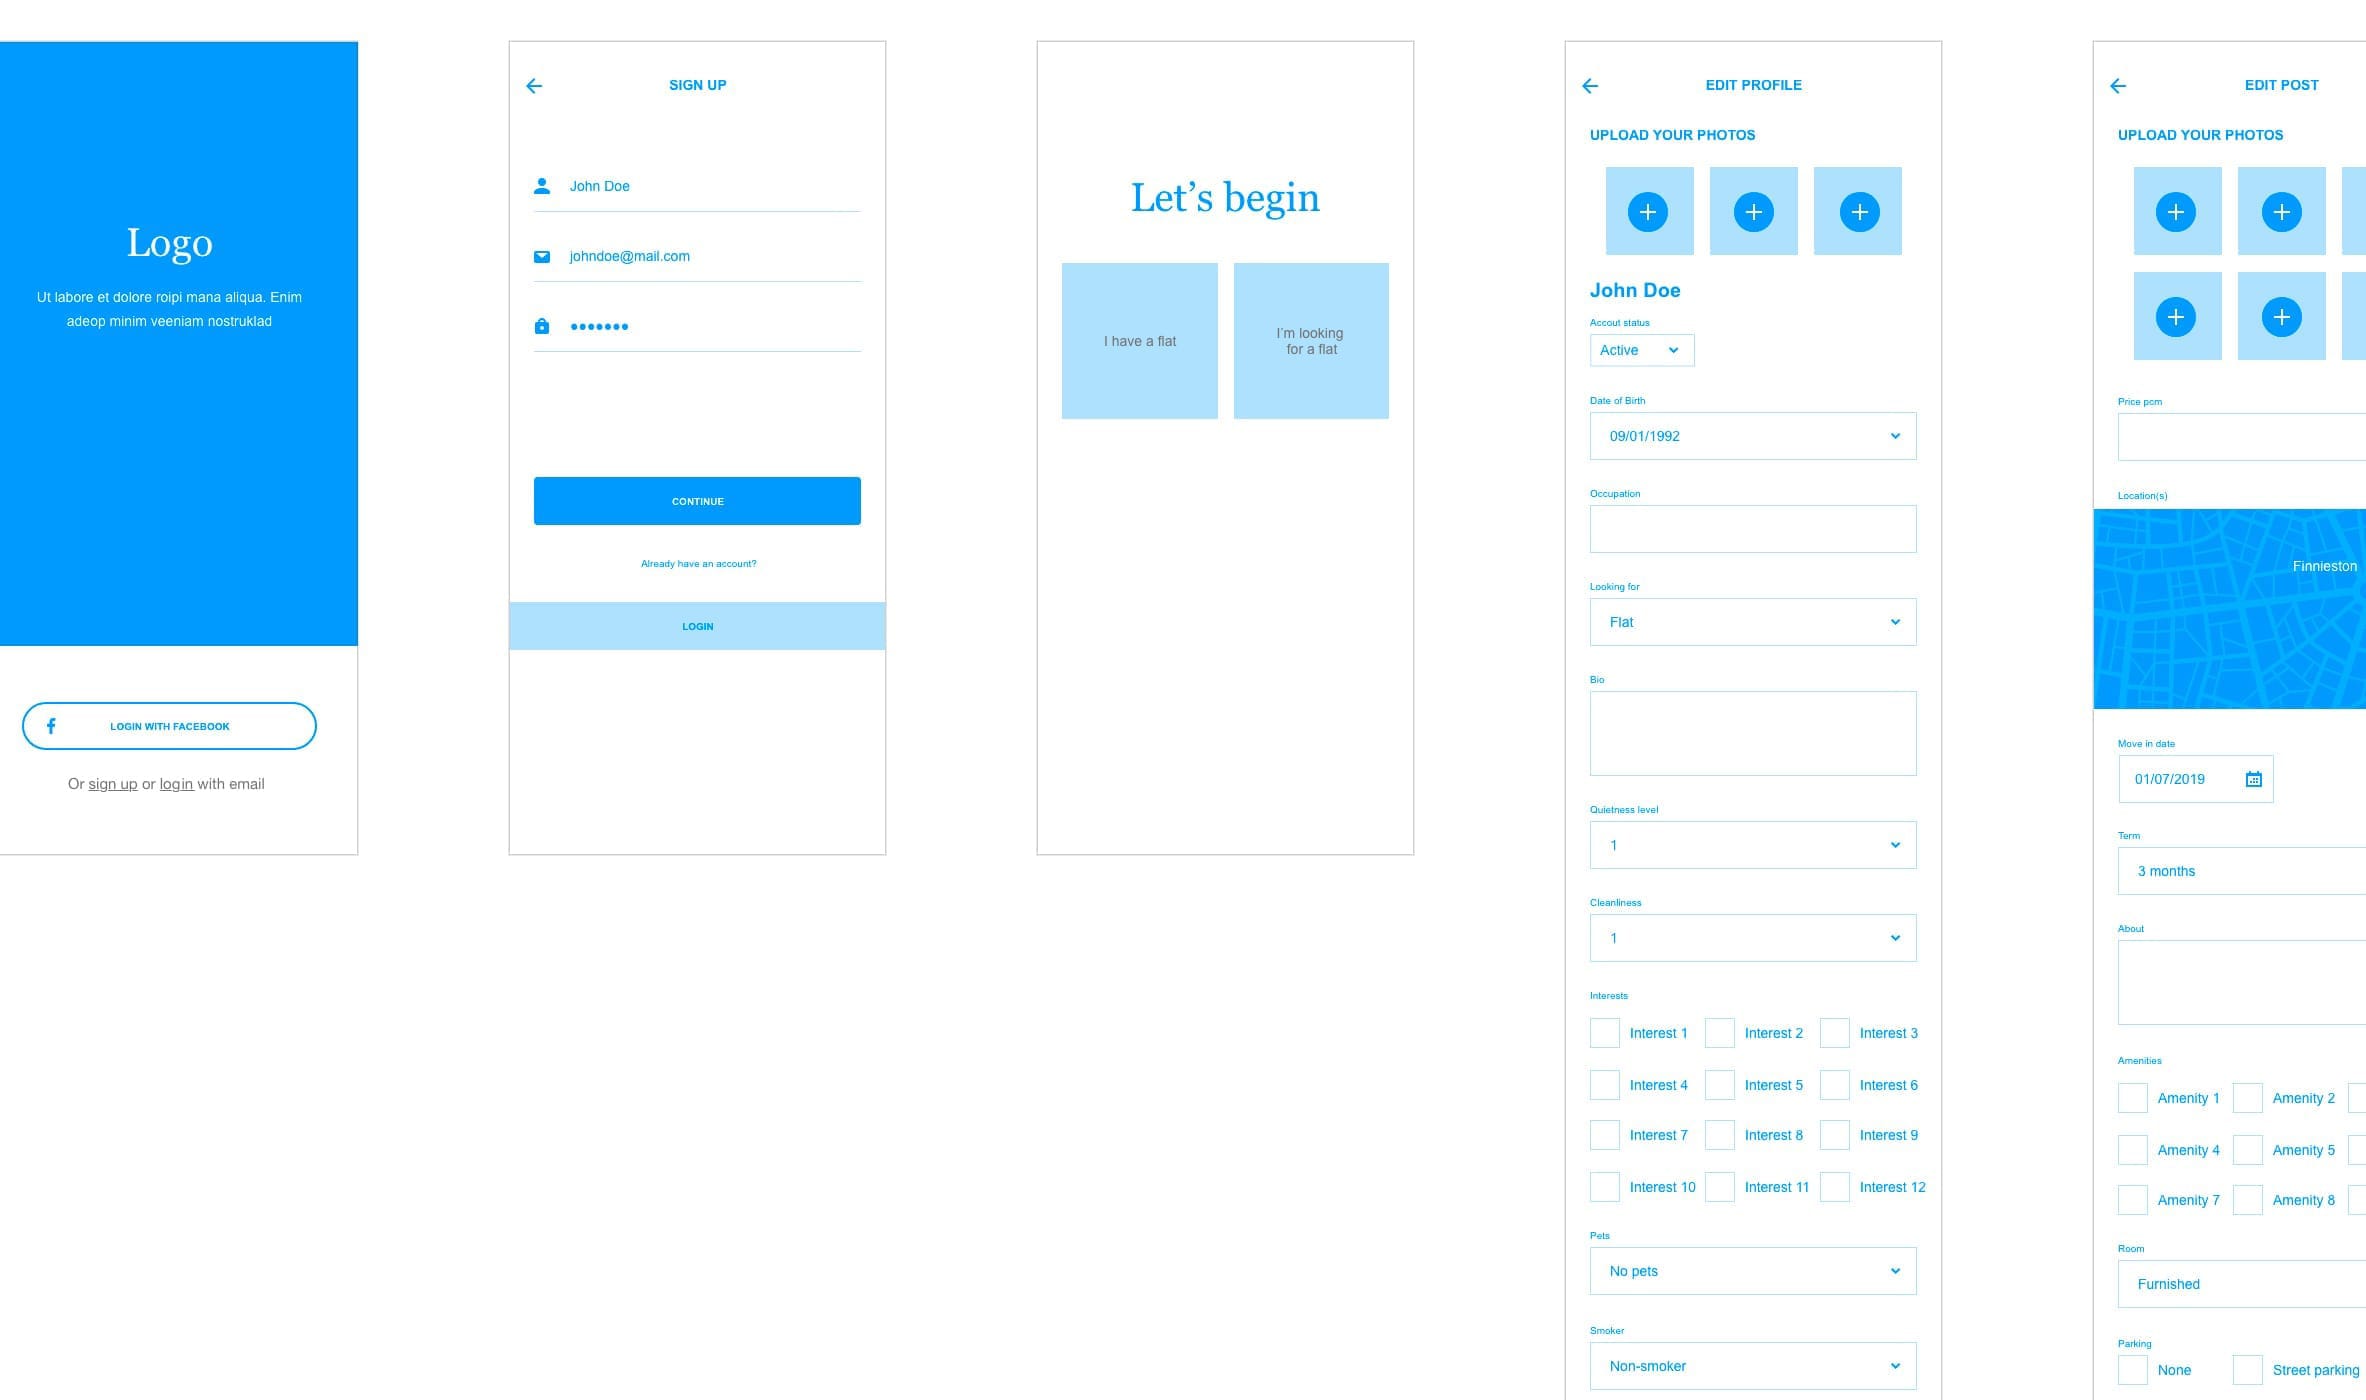 Logo
Ut labore et dolore roipi mana aliqua. Enim
adeop minim veeniam nostruklad
LOGIN WITH FACEBOOK
Or sign up or login with email
SIGN UP
John Doe
johndoe@mail.com
CONTINUE
Already have an account?
LOGIN
Let's begin
I have a flat
I'm looking
for a flat
EDIT PROFILE
UPLOAD YOUR PHOTOS
John Doe
Accout status
Active
Date of Birth
09/01/1992
Occupation
Looking for
Flat
Bio
Quietness level
1
Cleanliness
1
Interests
Interest 1 Interest 2 Interest 3
Interest 4 Interest 5 Interest 6
Interest 7 Interest 8 Interest 9
Interest 10 Interest 11 Interest 12
Pets
No pets
Smoker
Non-smoker
EDIT POST
UPLOAD YOUR PHOTOS
Price pcm
Location(s)
Finnieston
Move in date
01/07/2019
Term
3 months
About
Amenities
Amenity 1 Amenity 2
Amenity 4 Amenity 5
Amenity 7 Amenity 8
Room
Furnished
Parking
None Street parking